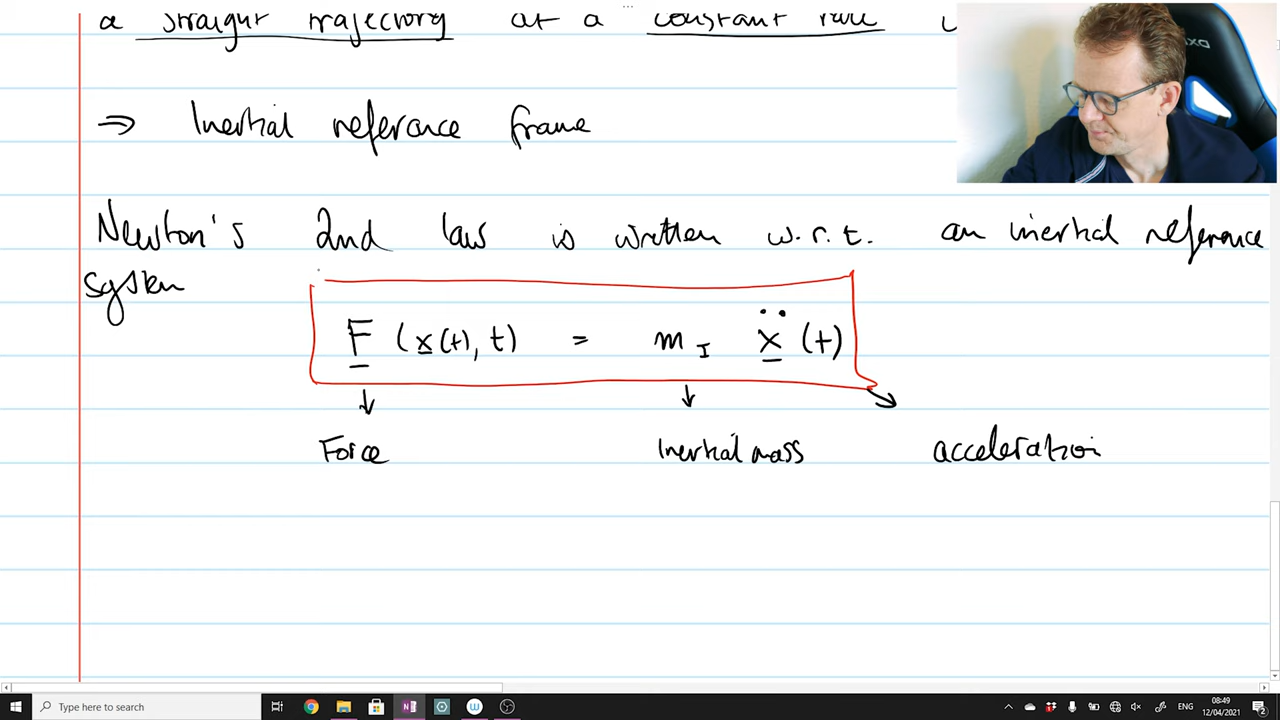 a straight trajectory at a constant rate
⇒ Inertial reference frame
Newton's 2nd law is written w.r.t. an inertial reference
system
F (x(t), t) = m_I ẍ (t)
Force Inertial mass acceleration
Type here to search
ENG
08:49
12/04/2021
2